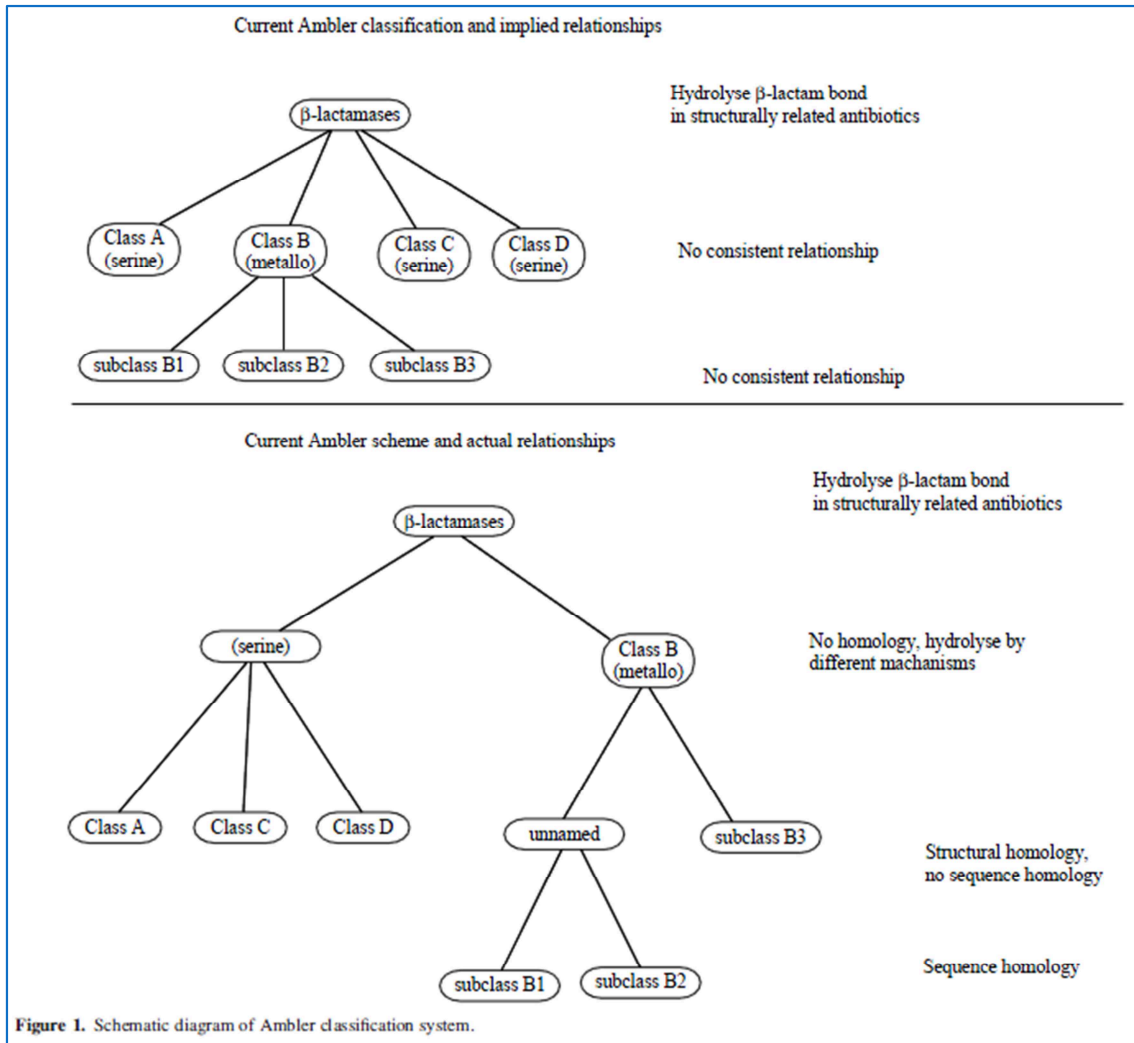 Current Ambler classification and implied relationships
Hydrolyse β-lactam bond
in structurally related antibiotics
β-lactamases
Class A
(serine)
Class B
(metallo)
Class C
(serine)
Class D
(serine)
No consistent relationship
subclass B1
subclass B2
subclass B3
No consistent relationship
Current Ambler scheme and actual relationships
Hydrolyse β-lactam bond
in structurally related antibiotics
β-lactamases
(serine)
Class B
(metallo)
No homology, hydrolyse by
different machanisms
Class A
Class C
Class D
unnamed
subclass B3
Structural homology,
no sequence homology
subclass B1
subclass B2
Sequence homology
Figure 1. Schematic diagram of Ambler classification system.